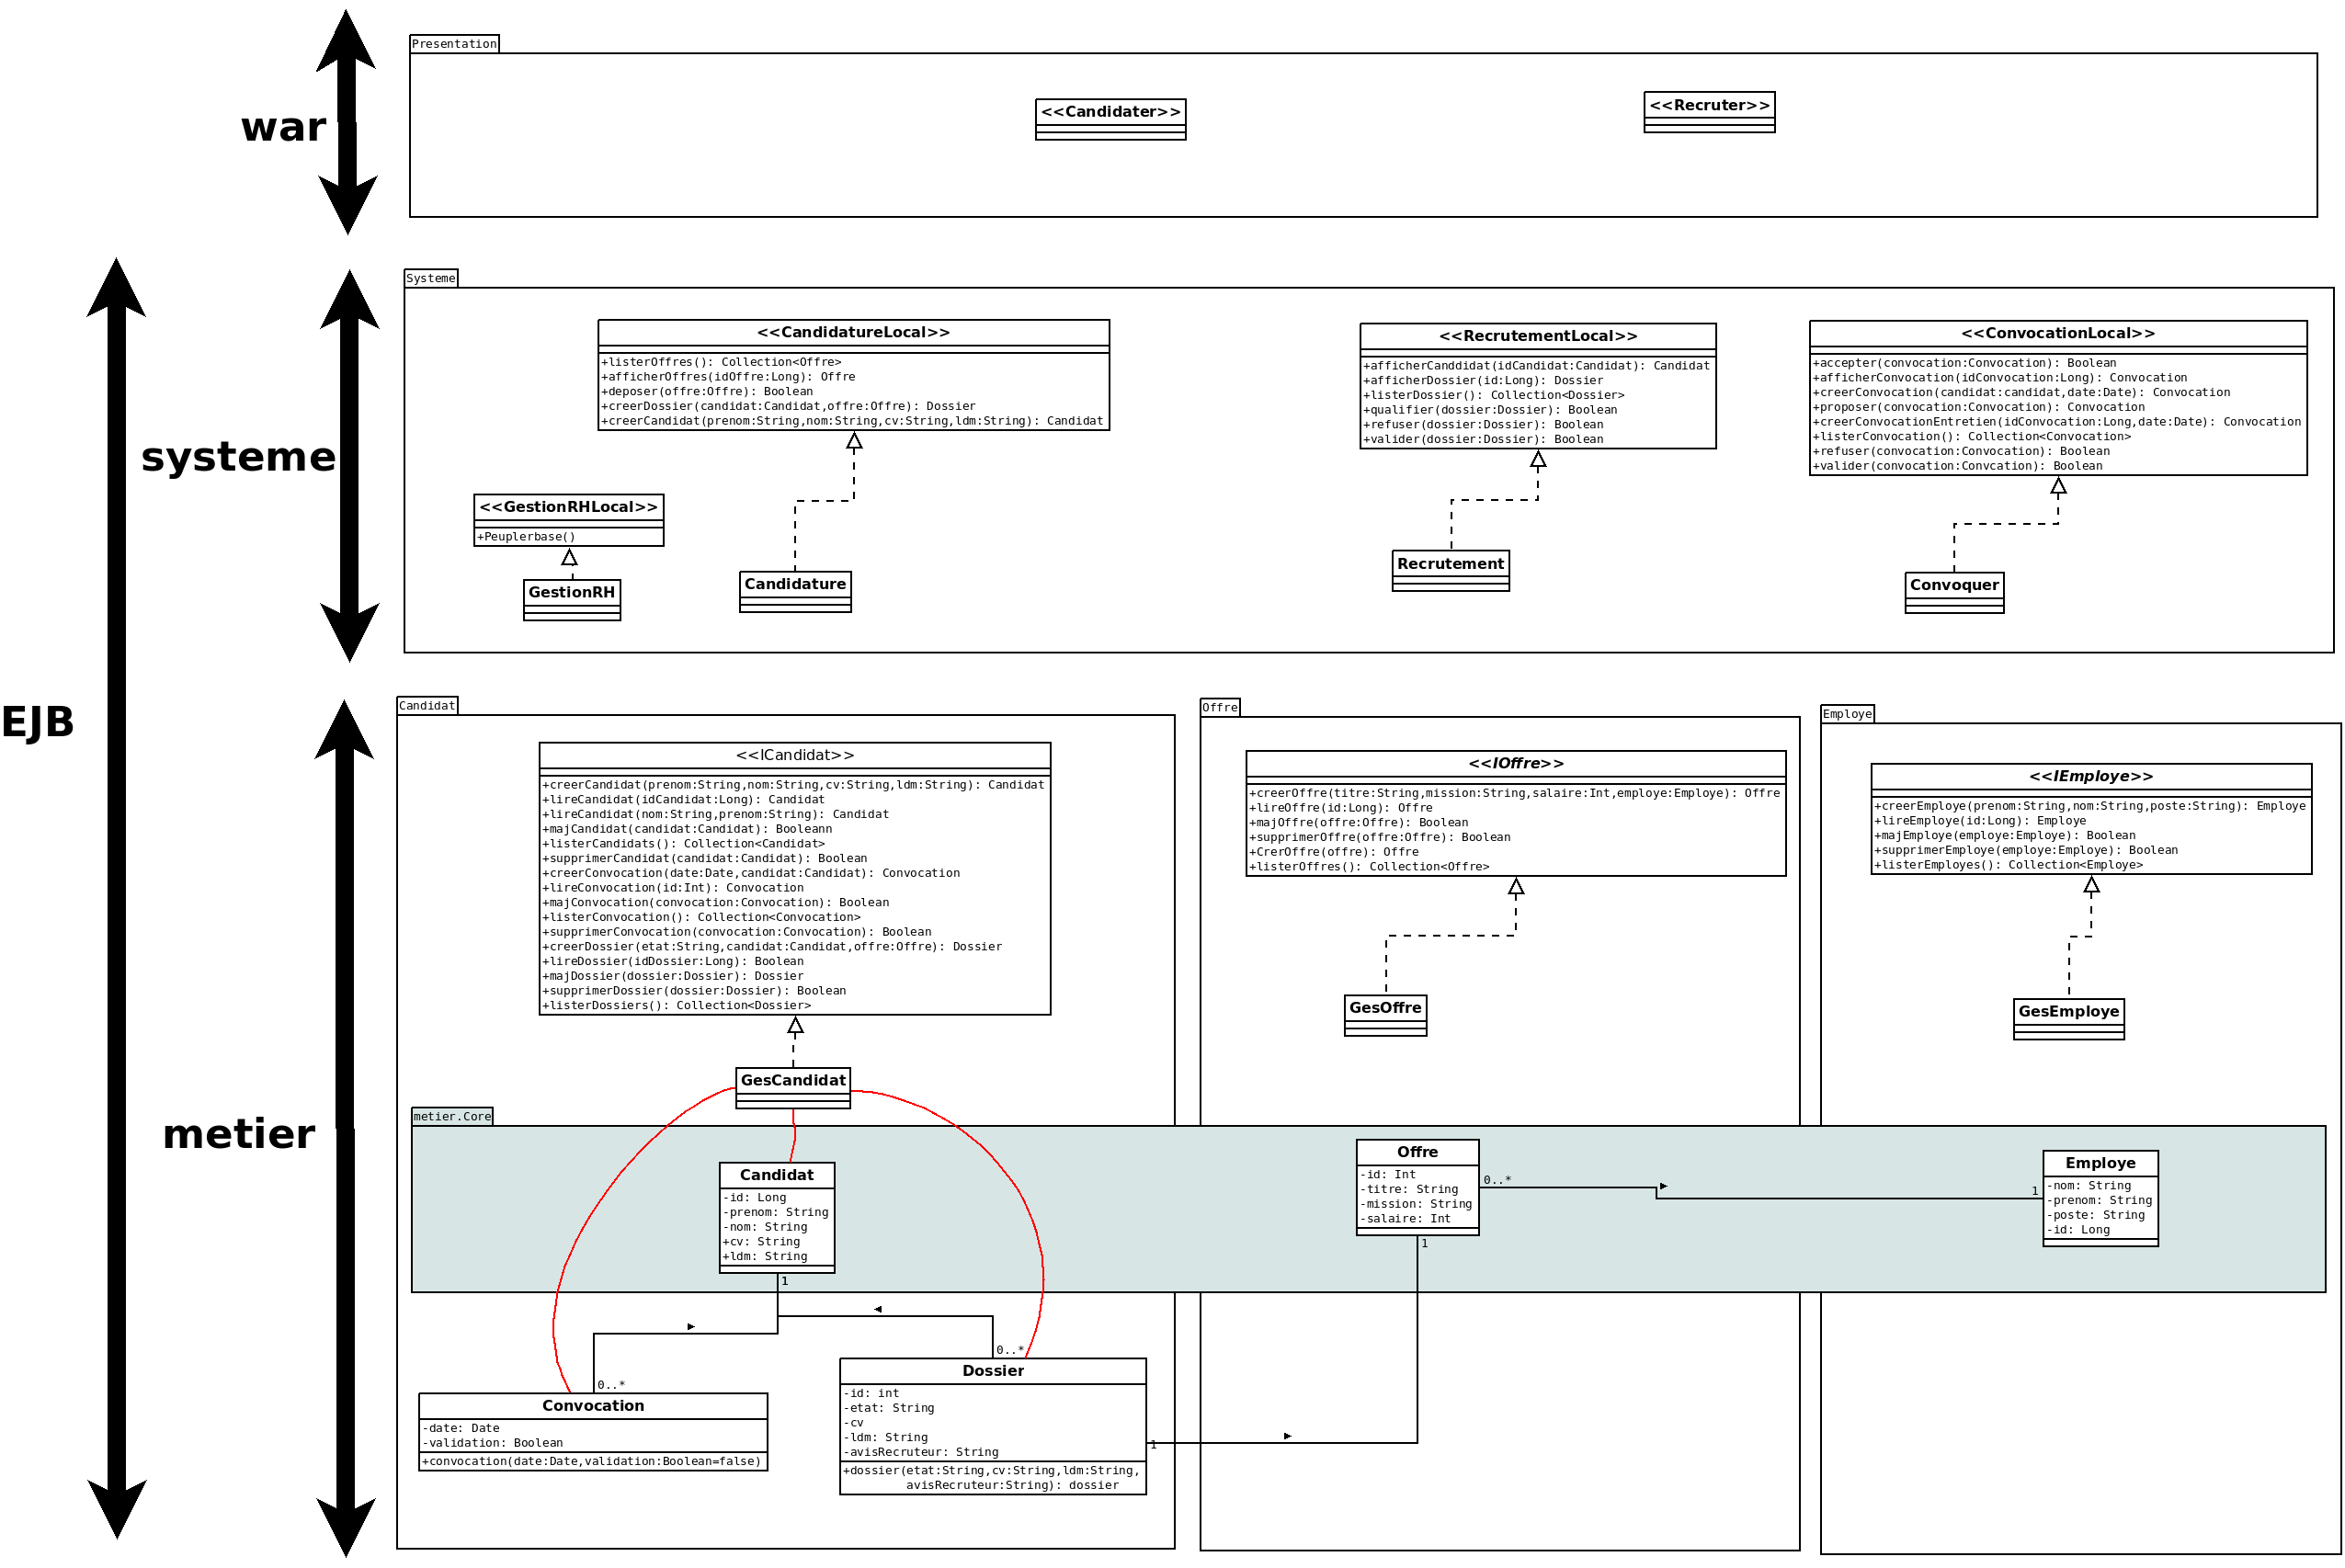 Presentation
<<Candidater>>
<<Recruter>>
war
Systeme
<<CandidatureLocal>>
+listerOffres(): Collection<Offre>
+afficherOffres(idOffre:Long): Offre
+deposer(offre:Offre): Boolean
+creerDossier(candidat:Candidat,offre:Offre): Dossier
+creerCandidat(prenom:String,nom:String,cv:String,ldm:String): Candidat
<<RecrutementLocal>>
+afficherCanddidat(idCandidat:Candidat): Candidat
+afficherDossier(id:Long): Dossier
+listerDossier(): Collection<Dossier>
+qualifier(dossier:Dossier): Boolean
+refuser(dossier:Dossier): Boolean
+valider(dossier:Dossier): Boolean
<<ConvocationLocal>>
+accepter(convocation:Convocation): Boolean
+afficherConvocation(idConvocation:Long): Convocation
+creerConvocation(candidat:candidat,date:Date): Convocation
+proposer(convocation:Convocation): Convocation
+creerConvocationEntretien(idConvocation:Long,date:Date): Convocation
+listerConvocation(): Collection<Convocation>
+refuser(convocation:Convocation): Boolean
+valider(convocation:Convcation): Boolean
systeme
<<GestionRHLocal>>
+Peuplerbase()
GestionRH
Candidature
Recrutement
Convoquer
EJB
metier
Candidat
<<ICandidat>>
+creerCandidat(prenom:String,nom:String,cv:String,ldm:String): Candidat
+lireCandidat(idCandidat:Long): Candidat
+lireCandidat(nom:String,prenom:String): Candidat
+majCandidat(candidat:Candidat): Booleann
+listerCandidats(): Collection<Candidat>
+supprimerCandidat(candidat:Candidat): Boolean
+creerConvocation(date:Date,candidat:Candidat): Convocation
+lireConvocation(id:Int): Convocation
+majConvocation(convocation:Convocation): Boolean
+listerConvocation(): Collection<Convocation>
+supprimerConvocation(convocation:Convocation): Boolean
+creerDossier(etat:String,candidat:Candidat,offre:Offre): Dossier
+lireDossier(idDossier:Long): Boolean
+majDossier(dossier:Dossier): Dossier
+supprimerDossier(dossier:Dossier): Boolean
+listerDossiers(): Collection<Dossier>
GesCandidat
Offre
<<IOffre>>
+creerOffre(titre:String,mission:String,salaire:Int,employe:Employe): Offre
+lireOffre(id:Long): Offre
+majOffre(offre:Offre): Boolean
+supprimerOffre(offre:Offre): Boolean
+CrerOffre(offre): Offre
+listerOffres(): Collection<Offre>
GesOffre
Employe
<<IEmploye>>
+creerEmploye(prenom:String,nom:String,poste:String): Employe
+lireEmploye(id:Long): Employe
+majEmploye(employe:Employe): Boolean
+supprimerEmploye(employe:Employe): Boolean
+listerEmployes(): Collection<Employe>
GesEmploye
metier.Core
Candidat
-id: Long
-prenom: String
-nom: String
+cv: String
+ldm: String
1
Offre
-id: Int
-titre: String
-mission: String
-salaire: Int
0..*
1
1
Employe
-nom: String
-prenom: String
-poste: String
-id: Long
0..*
Convocation
-date: Date
-validation: Boolean
+convocation(date:Date,validation:Boolean=false)
0..*
Dossier
-id: int
-etat: String
-cv
-ldm: String
-avisRecruteur: String
+dossier(etat:String,cv:String,ldm:String,
avisRecruteur:String): dossier
1